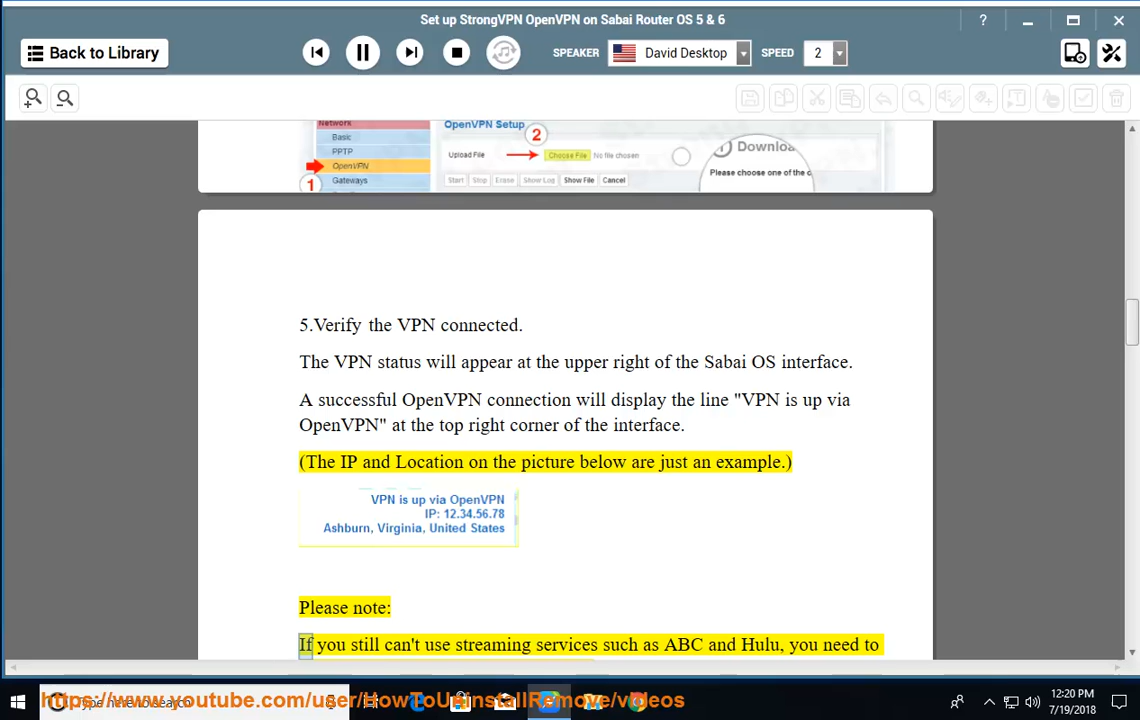 Set up StrongVPN OpenVPN on Sabai Router OS 5 & 6
Back to Library
SPEAKER
David Desktop
SPEED
2
Network
Basic
PPTP
OpenVPN
Gateways
1
OpenVPN Setup
2
Upload File
Choose File No file chosen
Start Stop Erase Show Log Show File Cancel
Please choose one of the
5.Verify the VPN connected.
The VPN status will appear at the upper right of the Sabai OS interface.
A successful OpenVPN connection will display the line "VPN is up via
OpenVPN" at the top right corner of the interface.
(The IP and Location on the picture below are just an example.)
VPN is up via OpenVPN
IP: 12.34.56.78
Ashburn, Virginia, United States
Please note:
If you still can't use streaming services such as ABC and Hulu, you need to
Type here to search
https://www.youtube.com/user/HowToUninstallRemove/videos
12:20 PM
7/19/2018